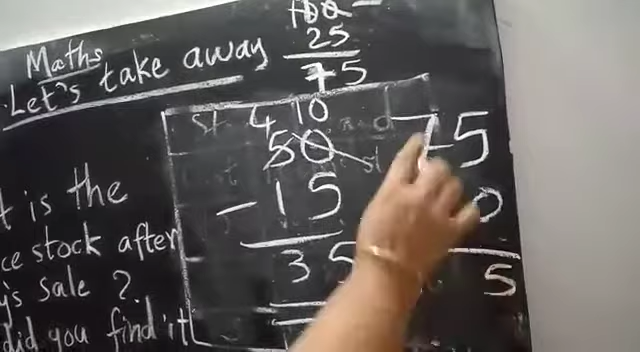 Maths
Let's take away
100 -
25
75
4 10
50
- 15
35
75
0
5
t is the
ce stock after
y's sale ?
did you find it